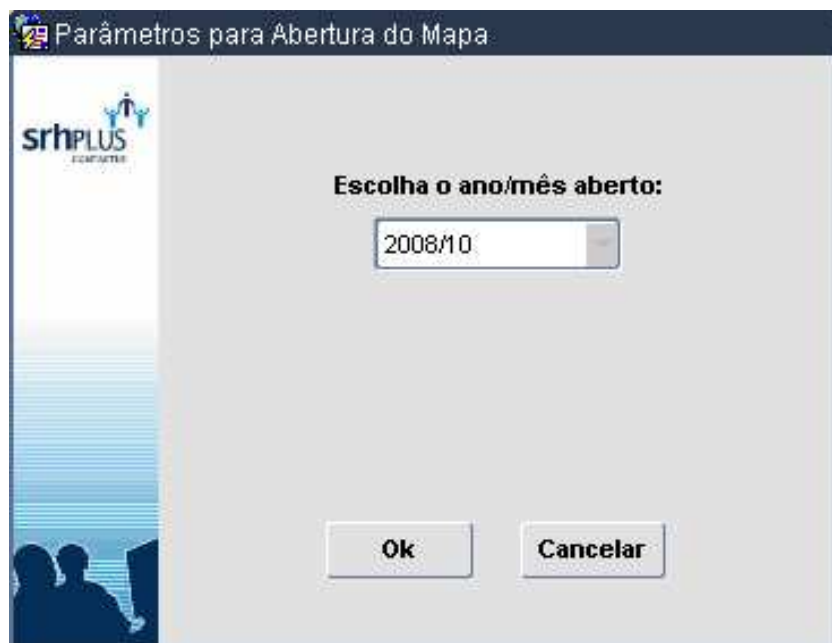 Parâmetros para Abertura do Mapa
srhPLUS
Escolha o ano/mês aberto:
2008/10
Ok
Cancelar